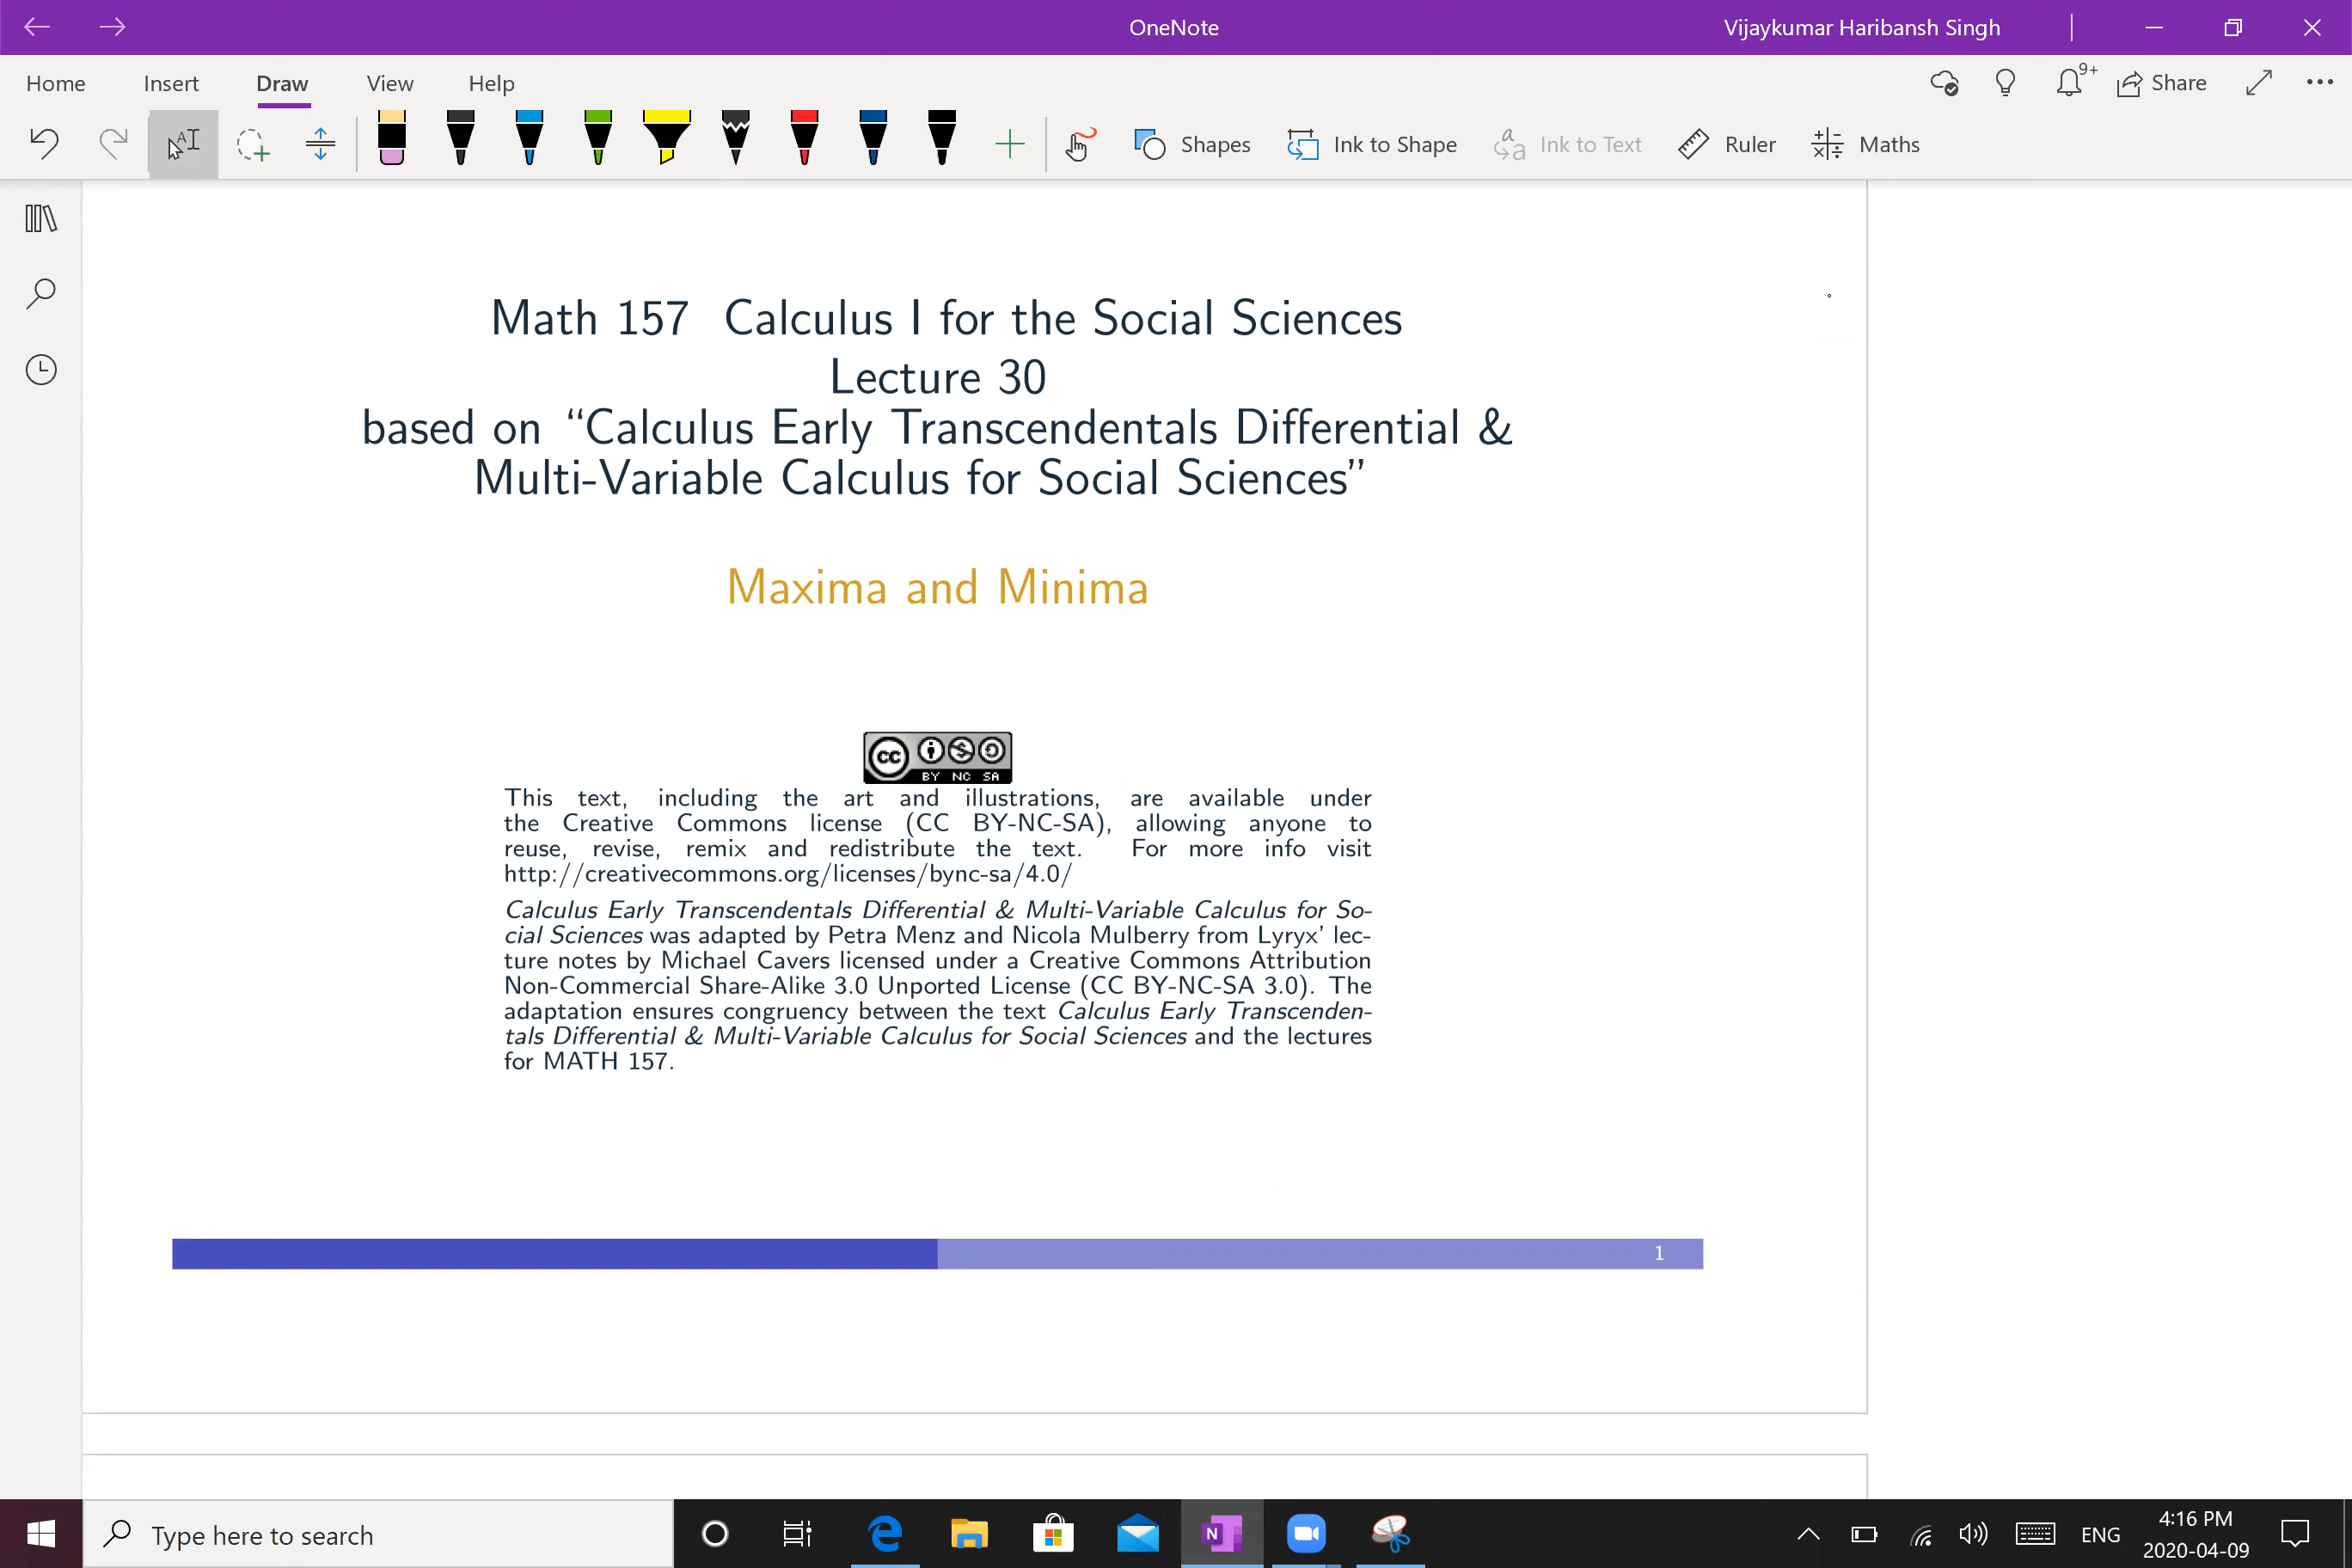 OneNote
Vijaykumar Haribansh Singh
Home Insert Draw View Help
9+
Share
Shapes Ink to Shape Ink to Text Ruler Maths
Math 157 Calculus I for the Social Sciences
Lecture 30
based on “Calculus Early Transcendentals Differential &
Multi-Variable Calculus for Social Sciences”
Maxima and Minima
cc
BY NC SA
This text, including the art and illustrations, are available under
the Creative Commons license (CC BY-NC-SA), allowing anyone to
reuse, revise, remix and redistribute the text. For more info visit
http://creativecommons.org/licenses/bync-sa/4.0/
Calculus Early Transcendentals Differential & Multi-Variable Calculus for So-
cial Sciences was adapted by Petra Menz and Nicola Mulberry from Lyryx’ lec-
ture notes by Michael Cavers licensed under a Creative Commons Attribution
Non-Commercial Share-Alike 3.0 Unported License (CC BY-NC-SA 3.0). The
adaptation ensures congruency between the text Calculus Early Transcenden-
tals Differential & Multi-Variable Calculus for Social Sciences and the lectures
for MATH 157.
1
Type here to search
N
ENG
4:16 PM
2020-04-09